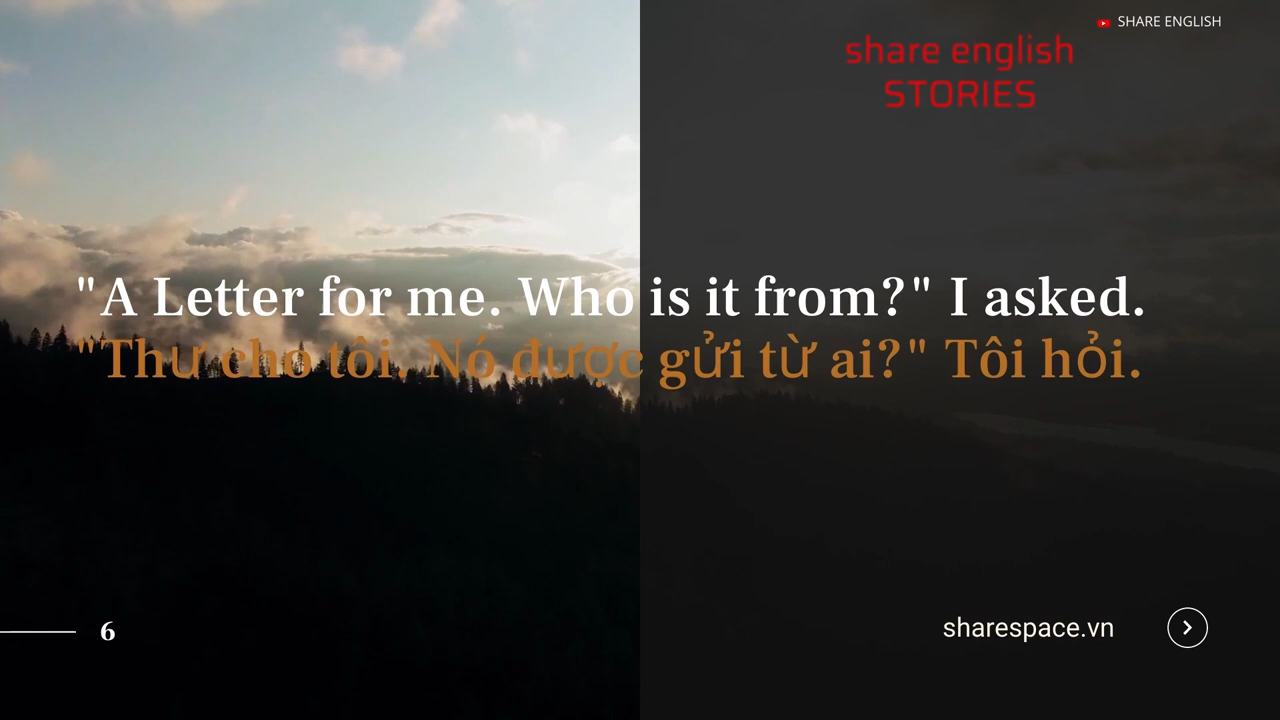 SHARE ENGLISH
share english
STORIES
"A Letter for me. Who is it from?" I asked.
"Thư cho tôi. Nó được gửi từ ai?" Tôi hỏi.
6
sharespace.vn